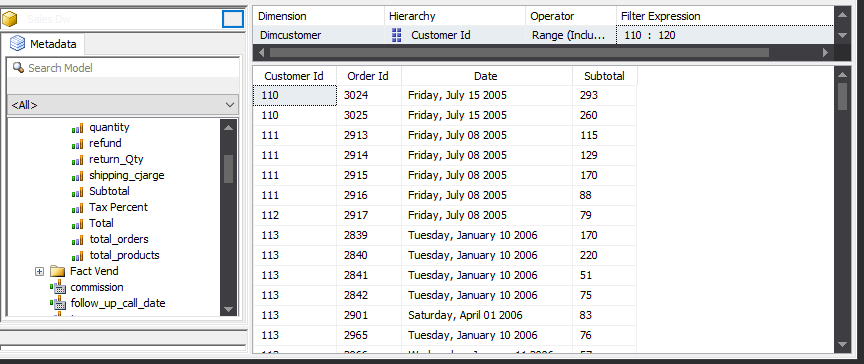 Sales Dw
Metadata
Search Model
<All>
quantity
refund
return_Qty
shipping_cjarge
Subtotal
Tax Percent
Total
total_orders
total_products
Fact Vend
commission
follow_up_call_date
Dimension Hierarchy Operator Filter Expression
Dimcustomer Customer Id Range (Inclu... 110 : 120
Customer Id Order Id Date Subtotal
110 3024 Friday, July 15 2005 293
110 3025 Friday, July 15 2005 260
111 2913 Friday, July 08 2005 115
111 2914 Friday, July 08 2005 129
111 2915 Friday, July 08 2005 170
111 2916 Friday, July 08 2005 88
112 2917 Friday, July 08 2005 79
113 2839 Tuesday, January 10 2006 170
113 2840 Tuesday, January 10 2006 220
113 2841 Tuesday, January 10 2006 51
113 2842 Tuesday, January 10 2006 75
113 2901 Saturday, April 01 2006 83
113 2965 Tuesday, January 10 2006 76